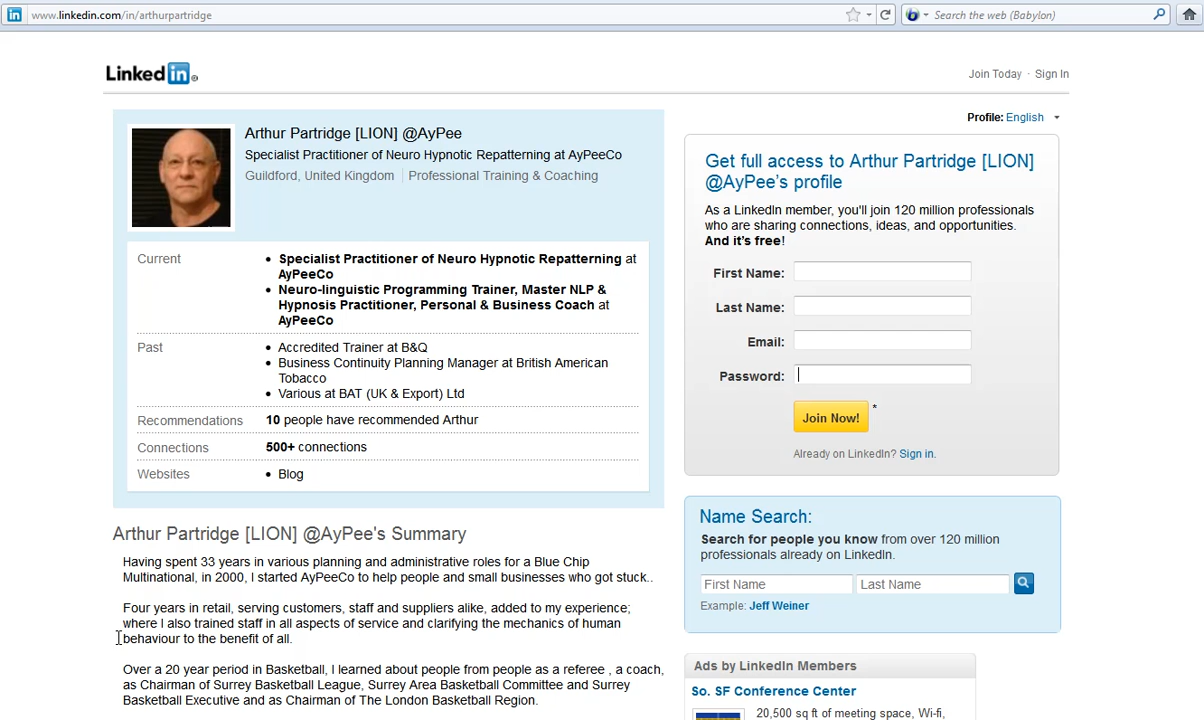 www.linkedin.com/in/arthurpartridge
Search the web (Babylon)
Linked in ®
Join Today · Sign In
Profile: English
Arthur Partridge [LION] @AyPee
Specialist Practitioner of Neuro Hypnotic Repatterning at AyPeeCo
Guildford, United Kingdom | Professional Training & Coaching
Current
• Specialist Practitioner of Neuro Hypnotic Repatterning at
AyPeeCo
• Neuro-linguistic Programming Trainer, Master NLP &
Hypnosis Practitioner, Personal & Business Coach at
AyPeeCo
Past
• Accredited Trainer at B&Q
• Business Continuity Planning Manager at British American
Tobacco
• Various at BAT (UK & Export) Ltd
Recommendations 10 people have recommended Arthur
Connections 500+ connections
Websites • Blog
Get full access to Arthur Partridge [LION]
@AyPee's profile
As a LinkedIn member, you'll join 120 million professionals
who are sharing connections, ideas, and opportunities.
And it's free!
First Name:
Last Name:
Email:
Password:
Join Now! *
Already on LinkedIn? Sign in.
Arthur Partridge [LION] @AyPee's Summary
Having spent 33 years in various planning and administrative roles for a Blue Chip
Multinational, in 2000, I started AyPeeCo to help people and small businesses who got stuck..
Four years in retail, serving customers, staff and suppliers alike, added to my experience;
where I also trained staff in all aspects of service and clarifying the mechanics of human
behaviour to the benefit of all.
Over a 20 year period in Basketball, I learned about people from people as a referee , a coach,
as Chairman of Surrey Basketball League, Surrey Area Basketball Committee and Surrey
Basketball Executive and as Chairman of The London Basketball Region.
Name Search:
Search for people you know from over 120 million
professionals already on LinkedIn.
First Name Last Name
Example: Jeff Weiner
Ads by LinkedIn Members
So. SF Conference Center
20,500 sq ft of meeting space, Wi-fi,